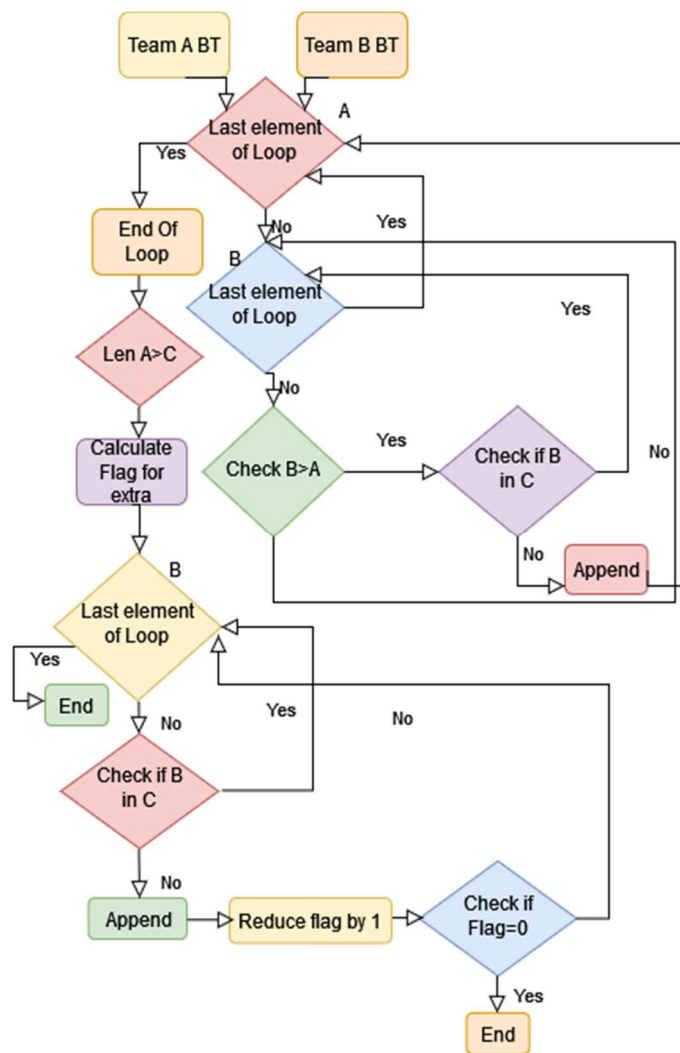 Team A BT
Team B BT
A
Last element
of Loop
Yes
End Of
Loop
No
Yes
B
Last element
of Loop
Yes
Len A>C
No
Calculate
Flag for
extra
Check B>A
Yes
Check if B
in C
No
No
Append
B
Last element
of Loop
Yes
End
No
Yes
No
Check if B
in C
No
Append
Reduce flag by 1
Check if
Flag=0
Yes
End